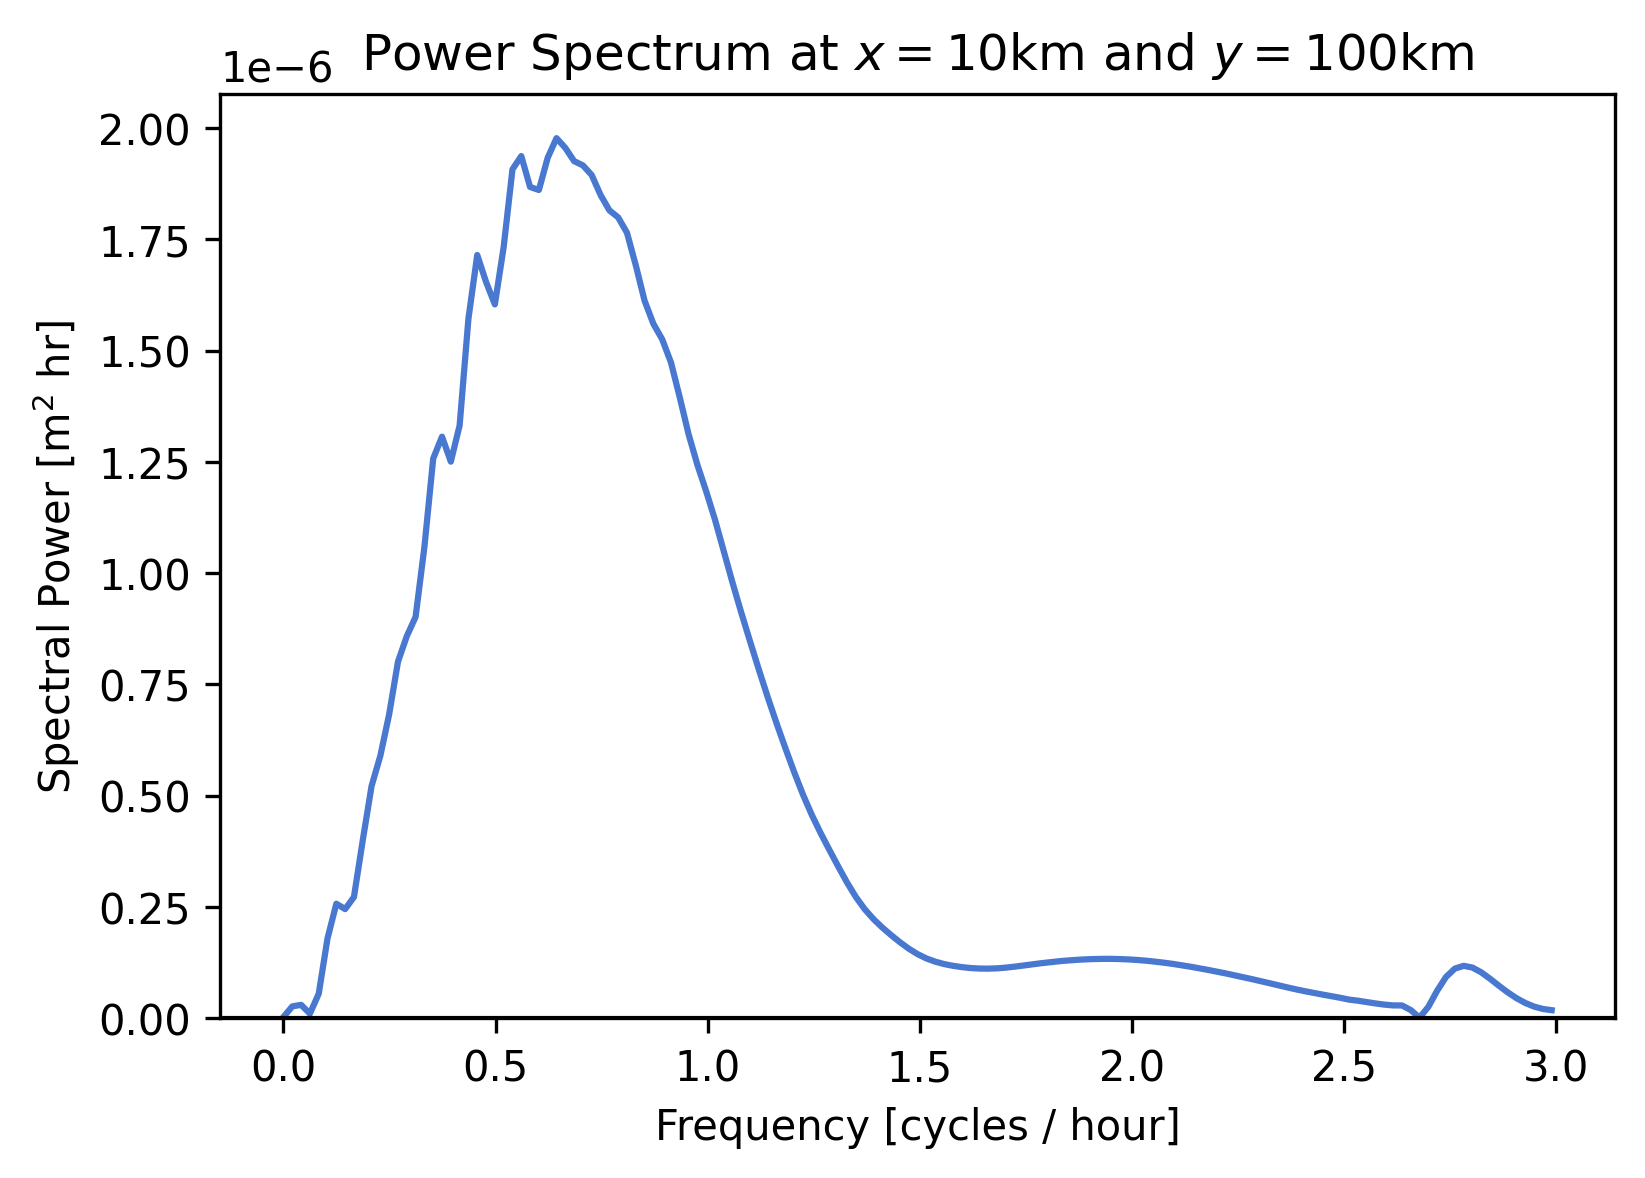 Power Spectrum at x = 10km and y = 100km
1e−6
2.00
1.75
1.50
1.25
1.00
0.75
0.50
0.25
0.00
Spectral Power [m² hr]
0.0 0.5 1.0 1.5 2.0 2.5 3.0
Frequency [cycles / hour]